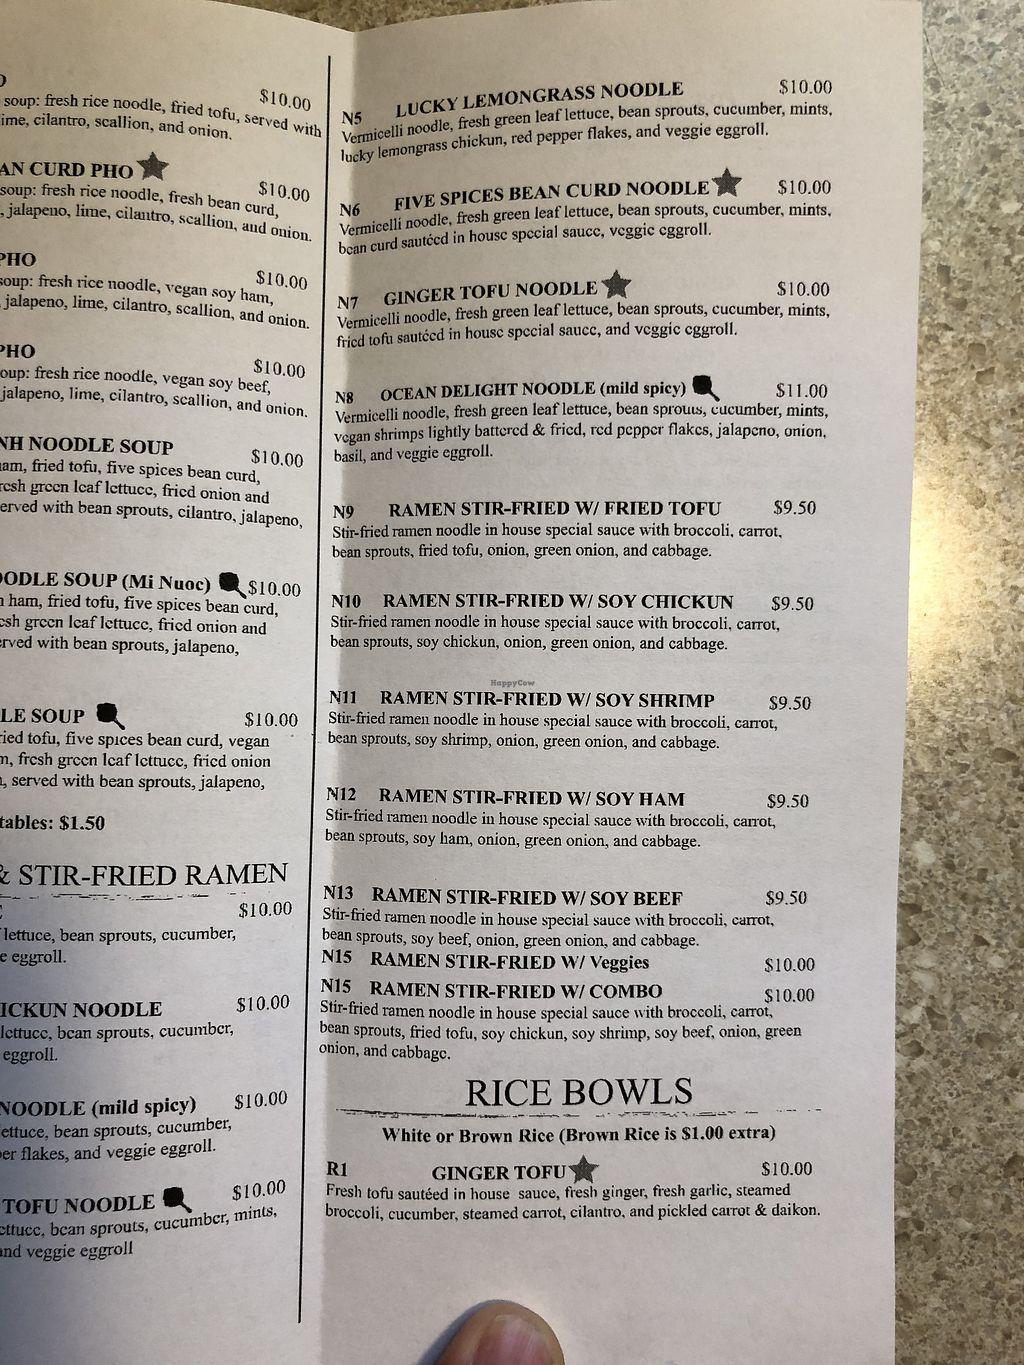 O
$10.00
soup: fresh rice noodle, fried tofu, served with
ime, cilantro, scallion, and onion.
AN CURD PHO
$10.00
soup: fresh rice noodle, fresh bean curd,
, jalapeno, lime, cilantro, scallion, and onion.
PHO
$10.00
soup: fresh rice noodle, vegan soy ham,
jalapeno, lime, cilantro, scallion, and onion.
PHO
$10.00
oup: fresh rice noodle, vegan soy beef,
jalapeno, lime, cilantro, scallion, and onion.
NH NOODLE SOUP
$10.00
am, fried tofu, five spices bean curd,
resh green leaf lettuce, fried onion and
erved with bean sprouts, cilantro, jalapeno,
OODLE SOUP (Mi Nuoc) $10.00
ham, fried tofu, five spices bean curd,
esh green leaf lettuce, fried onion and
rved with bean sprouts, jalapeno,
LE SOUP $10.00
ied tofu, five spices bean curd, vegan
n, fresh green leaf lettuce, fried onion
, served with bean sprouts, jalapeno,
tables: $1.50
& STIR-FRIED RAMEN
$10.00
lettuce, bean sprouts, cucumber,
e eggroll.
ICKUN NOODLE $10.00
lettuce, bean sprouts, cucumber,
eggroll.
NOODLE (mild spicy) $10.00
ettuce, bean sprouts, cucumber,
er flakes, and veggie eggroll.
TOFU NOODLE $10.00
ettuce, bean sprouts, cucumber, mints,
and veggie eggroll
N5 LUCKY LEMONGRASS NOODLE $10.00
Vermicelli noodle, fresh green leaf lettuce, bean sprouts, cucumber, mints,
lucky lemongrass chickun, red pepper flakes, and veggie eggroll.
N6 FIVE SPICES BEAN CURD NOODLE $10.00
Vermicelli noodle, fresh green leaf lettuce, bean sprouts, cucumber, mints,
bean curd sautéed in house special sauce, veggie eggroll.
N7 GINGER TOFU NOODLE $10.00
Vermicelli noodle, fresh green leaf lettuce, bean sprouts, cucumber, mints,
fried tofu sautéed in house special sauce, and veggie eggroll.
N8 OCEAN DELIGHT NOODLE (mild spicy) $11.00
Vermicelli noodle, fresh green leaf lettuce, bean sprouts, cucumber, mints,
vegan shrimps lightly battered & fried, red pepper flakes, jalapeno, onion,
basil, and veggie eggroll.
N9 RAMEN STIR-FRIED W/ FRIED TOFU $9.50
Stir-fried ramen noodle in house special sauce with broccoli, carrot,
bean sprouts, fried tofu, onion, green onion, and cabbage.
N10 RAMEN STIR-FRIED W/ SOY CHICKUN $9.50
Stir-fried ramen noodle in house special sauce with broccoli, carrot,
bean sprouts, soy chickun, onion, green onion, and cabbage.
HappyCow
N11 RAMEN STIR-FRIED W/ SOY SHRIMP $9.50
Stir-fried ramen noodle in house special sauce with broccoli, carrot,
bean sprouts, soy shrimp, onion, green onion, and cabbage.
N12 RAMEN STIR-FRIED W/ SOY HAM $9.50
Stir-fried ramen noodle in house special sauce with broccoli, carrot,
bean sprouts, soy ham, onion, green onion, and cabbage.
N13 RAMEN STIR-FRIED W/ SOY BEEF $9.50
Stir-fried ramen noodle in house special sauce with broccoli, carrot,
bean sprouts, soy beef, onion, green onion, and cabbage.
N15 RAMEN STIR-FRIED W/ Veggies $10.00
N15 RAMEN STIR-FRIED W/ COMBO $10.00
Stir-fried ramen noodle in house special sauce with broccoli, carrot,
bean sprouts, fried tofu, soy chickun, soy shrimp, soy beef, onion, green
onion, and cabbage.
RICE BOWLS
White or Brown Rice (Brown Rice is $1.00 extra)
R1 GINGER TOFU $10.00
Fresh tofu sautéed in house sauce, fresh ginger, fresh garlic, steamed
broccoli, cucumber, steamed carrot, cilantro, and pickled carrot & daikon.